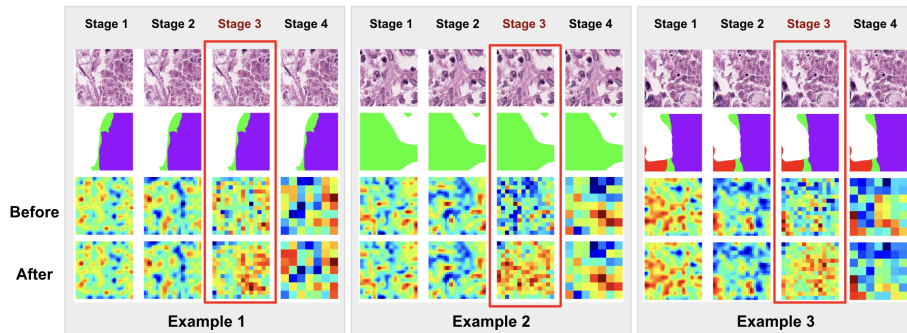 Stage 1 Stage 2 Stage 3 Stage 4 Stage 1 Stage 2 Stage 3 Stage 4 Stage 1 Stage 2 Stage 3 Stage 4
Before
After
Example 1 Example 2 Example 3